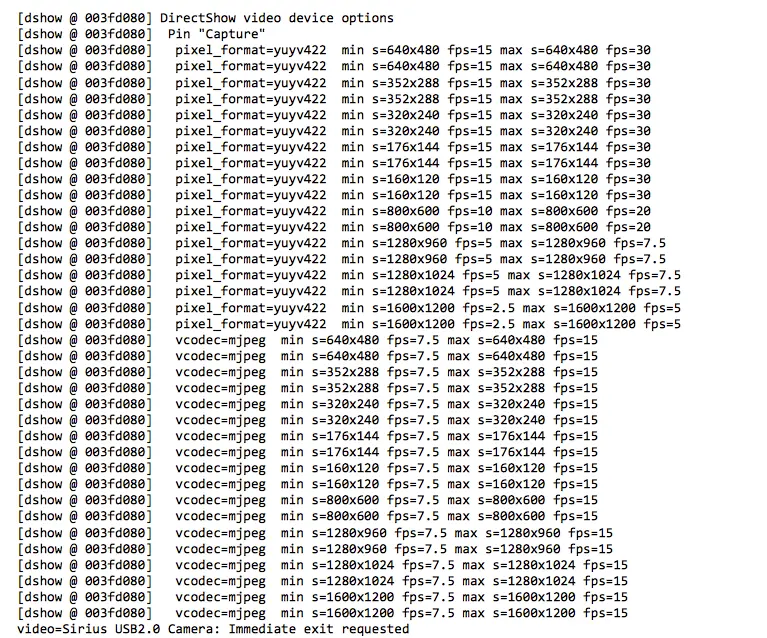 [dshow @ 003fd080] DirectShow video device options
[dshow @ 003fd080]  Pin "Capture"
[dshow @ 003fd080]   pixel_format=yuyv422  min s=640x480 fps=15 max s=640x480 fps=30
[dshow @ 003fd080]   pixel_format=yuyv422  min s=640x480 fps=15 max s=640x480 fps=30
[dshow @ 003fd080]   pixel_format=yuyv422  min s=352x288 fps=15 max s=352x288 fps=30
[dshow @ 003fd080]   pixel_format=yuyv422  min s=352x288 fps=15 max s=352x288 fps=30
[dshow @ 003fd080]   pixel_format=yuyv422  min s=320x240 fps=15 max s=320x240 fps=30
[dshow @ 003fd080]   pixel_format=yuyv422  min s=320x240 fps=15 max s=320x240 fps=30
[dshow @ 003fd080]   pixel_format=yuyv422  min s=176x144 fps=15 max s=176x144 fps=30
[dshow @ 003fd080]   pixel_format=yuyv422  min s=176x144 fps=15 max s=176x144 fps=30
[dshow @ 003fd080]   pixel_format=yuyv422  min s=160x120 fps=15 max s=160x120 fps=30
[dshow @ 003fd080]   pixel_format=yuyv422  min s=160x120 fps=15 max s=160x120 fps=30
[dshow @ 003fd080]   pixel_format=yuyv422  min s=800x600 fps=10 max s=800x600 fps=20
[dshow @ 003fd080]   pixel_format=yuyv422  min s=800x600 fps=10 max s=800x600 fps=20
[dshow @ 003fd080]   pixel_format=yuyv422  min s=1280x960 fps=5 max s=1280x960 fps=7.5
[dshow @ 003fd080]   pixel_format=yuyv422  min s=1280x960 fps=5 max s=1280x960 fps=7.5
[dshow @ 003fd080]   pixel_format=yuyv422  min s=1280x1024 fps=5 max s=1280x1024 fps=7.5
[dshow @ 003fd080]   pixel_format=yuyv422  min s=1280x1024 fps=5 max s=1280x1024 fps=7.5
[dshow @ 003fd080]   pixel_format=yuyv422  min s=1600x1200 fps=2.5 max s=1600x1200 fps=5
[dshow @ 003fd080]   pixel_format=yuyv422  min s=1600x1200 fps=2.5 max s=1600x1200 fps=5
[dshow @ 003fd080]   vcodec=mjpeg  min s=640x480 fps=7.5 max s=640x480 fps=15
[dshow @ 003fd080]   vcodec=mjpeg  min s=640x480 fps=7.5 max s=640x480 fps=15
[dshow @ 003fd080]   vcodec=mjpeg  min s=352x288 fps=7.5 max s=352x288 fps=15
[dshow @ 003fd080]   vcodec=mjpeg  min s=352x288 fps=7.5 max s=352x288 fps=15
[dshow @ 003fd080]   vcodec=mjpeg  min s=320x240 fps=7.5 max s=320x240 fps=15
[dshow @ 003fd080]   vcodec=mjpeg  min s=320x240 fps=7.5 max s=320x240 fps=15
[dshow @ 003fd080]   vcodec=mjpeg  min s=176x144 fps=7.5 max s=176x144 fps=15
[dshow @ 003fd080]   vcodec=mjpeg  min s=176x144 fps=7.5 max s=176x144 fps=15
[dshow @ 003fd080]   vcodec=mjpeg  min s=160x120 fps=7.5 max s=160x120 fps=15
[dshow @ 003fd080]   vcodec=mjpeg  min s=160x120 fps=7.5 max s=160x120 fps=15
[dshow @ 003fd080]   vcodec=mjpeg  min s=800x600 fps=7.5 max s=800x600 fps=15
[dshow @ 003fd080]   vcodec=mjpeg  min s=800x600 fps=7.5 max s=800x600 fps=15
[dshow @ 003fd080]   vcodec=mjpeg  min s=1280x960 fps=7.5 max s=1280x960 fps=15
[dshow @ 003fd080]   vcodec=mjpeg  min s=1280x960 fps=7.5 max s=1280x960 fps=15
[dshow @ 003fd080]   vcodec=mjpeg  min s=1280x1024 fps=7.5 max s=1280x1024 fps=15
[dshow @ 003fd080]   vcodec=mjpeg  min s=1280x1024 fps=7.5 max s=1280x1024 fps=15
[dshow @ 003fd080]   vcodec=mjpeg  min s=1600x1200 fps=7.5 max s=1600x1200 fps=15
[dshow @ 003fd080]   vcodec=mjpeg  min s=1600x1200 fps=7.5 max s=1600x1200 fps=15
video=Sirius USB2.0 Camera: Immediate exit requested